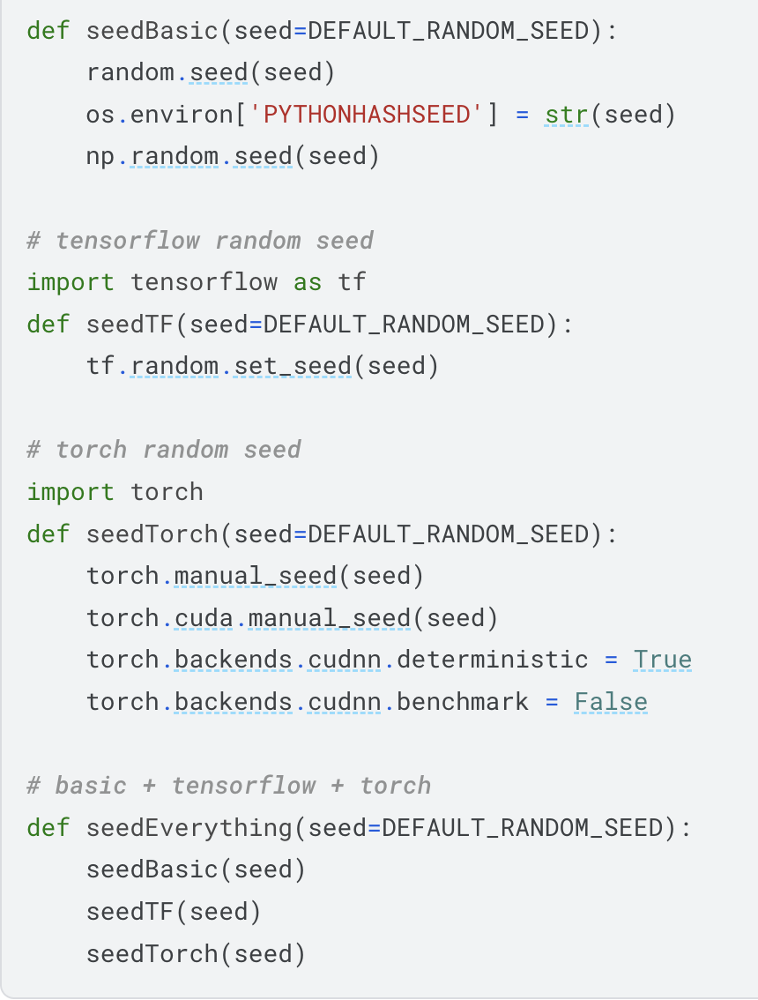 def seedBasic(seed=DEFAULT_RANDOM_SEED):
    random.seed(seed)
    os.environ['PYTHONHASHSEED'] = str(seed)
    np.random.seed(seed)

# tensorflow random seed
import tensorflow as tf
def seedTF(seed=DEFAULT_RANDOM_SEED):
    tf.random.set_seed(seed)

# torch random seed
import torch
def seedTorch(seed=DEFAULT_RANDOM_SEED):
    torch.manual_seed(seed)
    torch.cuda.manual_seed(seed)
    torch.backends.cudnn.deterministic = True
    torch.backends.cudnn.benchmark = False

# basic + tensorflow + torch
def seedEverything(seed=DEFAULT_RANDOM_SEED):
    seedBasic(seed)
    seedTF(seed)
    seedTorch(seed)